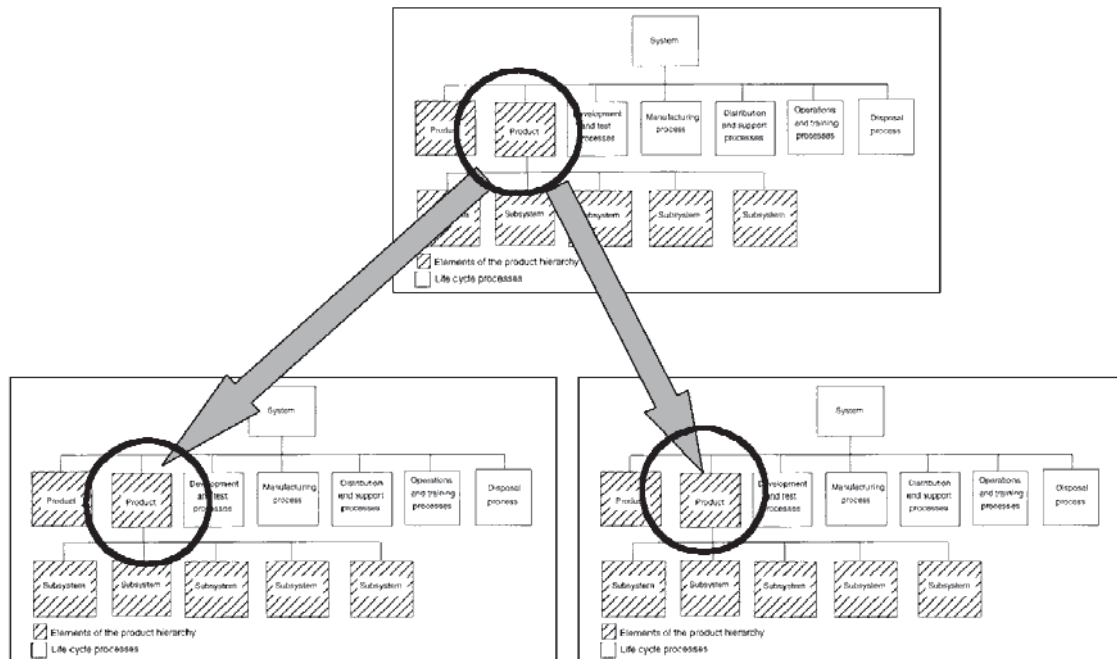 System
Product
Product
Development
and test
processes
Manufacturing
process
Distribution
and support
processes
Operations
and training
processes
Disposal
process
Subsystem
Subsystem
Subsystem
Subsystem
Elements of the product hierarchy
Life cycle processes
System
Product
Product
Development
and test
processes
Manufacturing
process
Distribution
and support
processes
Operations
and training
processes
Disposal
process
Subsystem
Subsystem
Subsystem
Subsystem
Subsystem
Elements of the product hierarchy
Life cycle processes
System
Product
Product
Development
and test
processes
Manufacturing
process
Distribution
and support
processes
Operations
and training
processes
Disposal
process
Subsystem
Subsystem
Subsystem
Subsystem
Subsystem
Elements of the product hierarchy
Life cycle processes